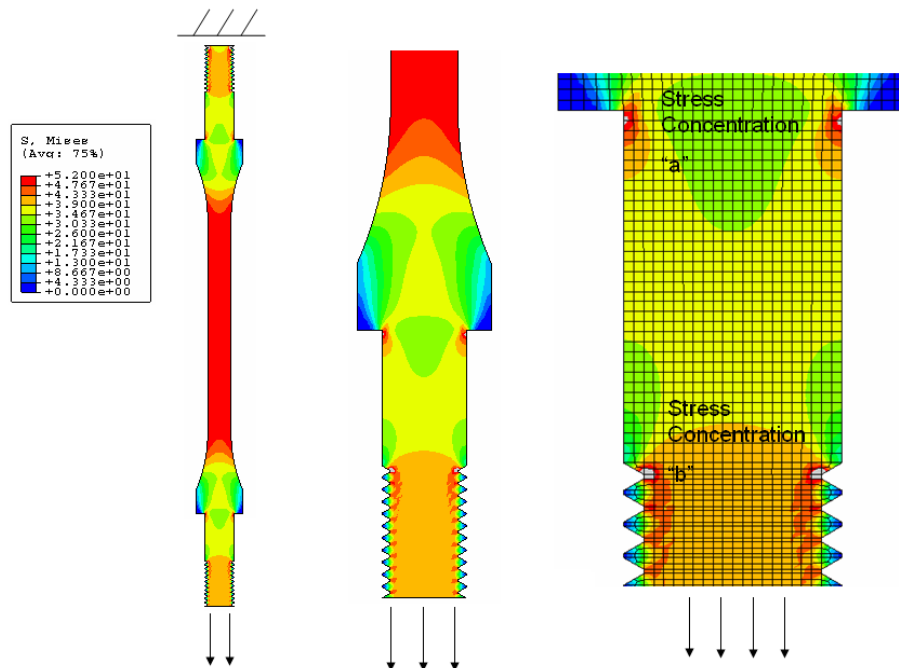 S, Mises
(Avg: 75%)
+5.200e+01
+4.767e+01
+4.333e+01
+3.900e+01
+3.467e+01
+3.033e+01
+2.600e+01
+2.167e+01
+1.733e+01
+1.300e+01
+8.667e+00
+4.333e+00
+0.000e+00
Stress
Concentration
“a”
Stress
Concentration
“b”